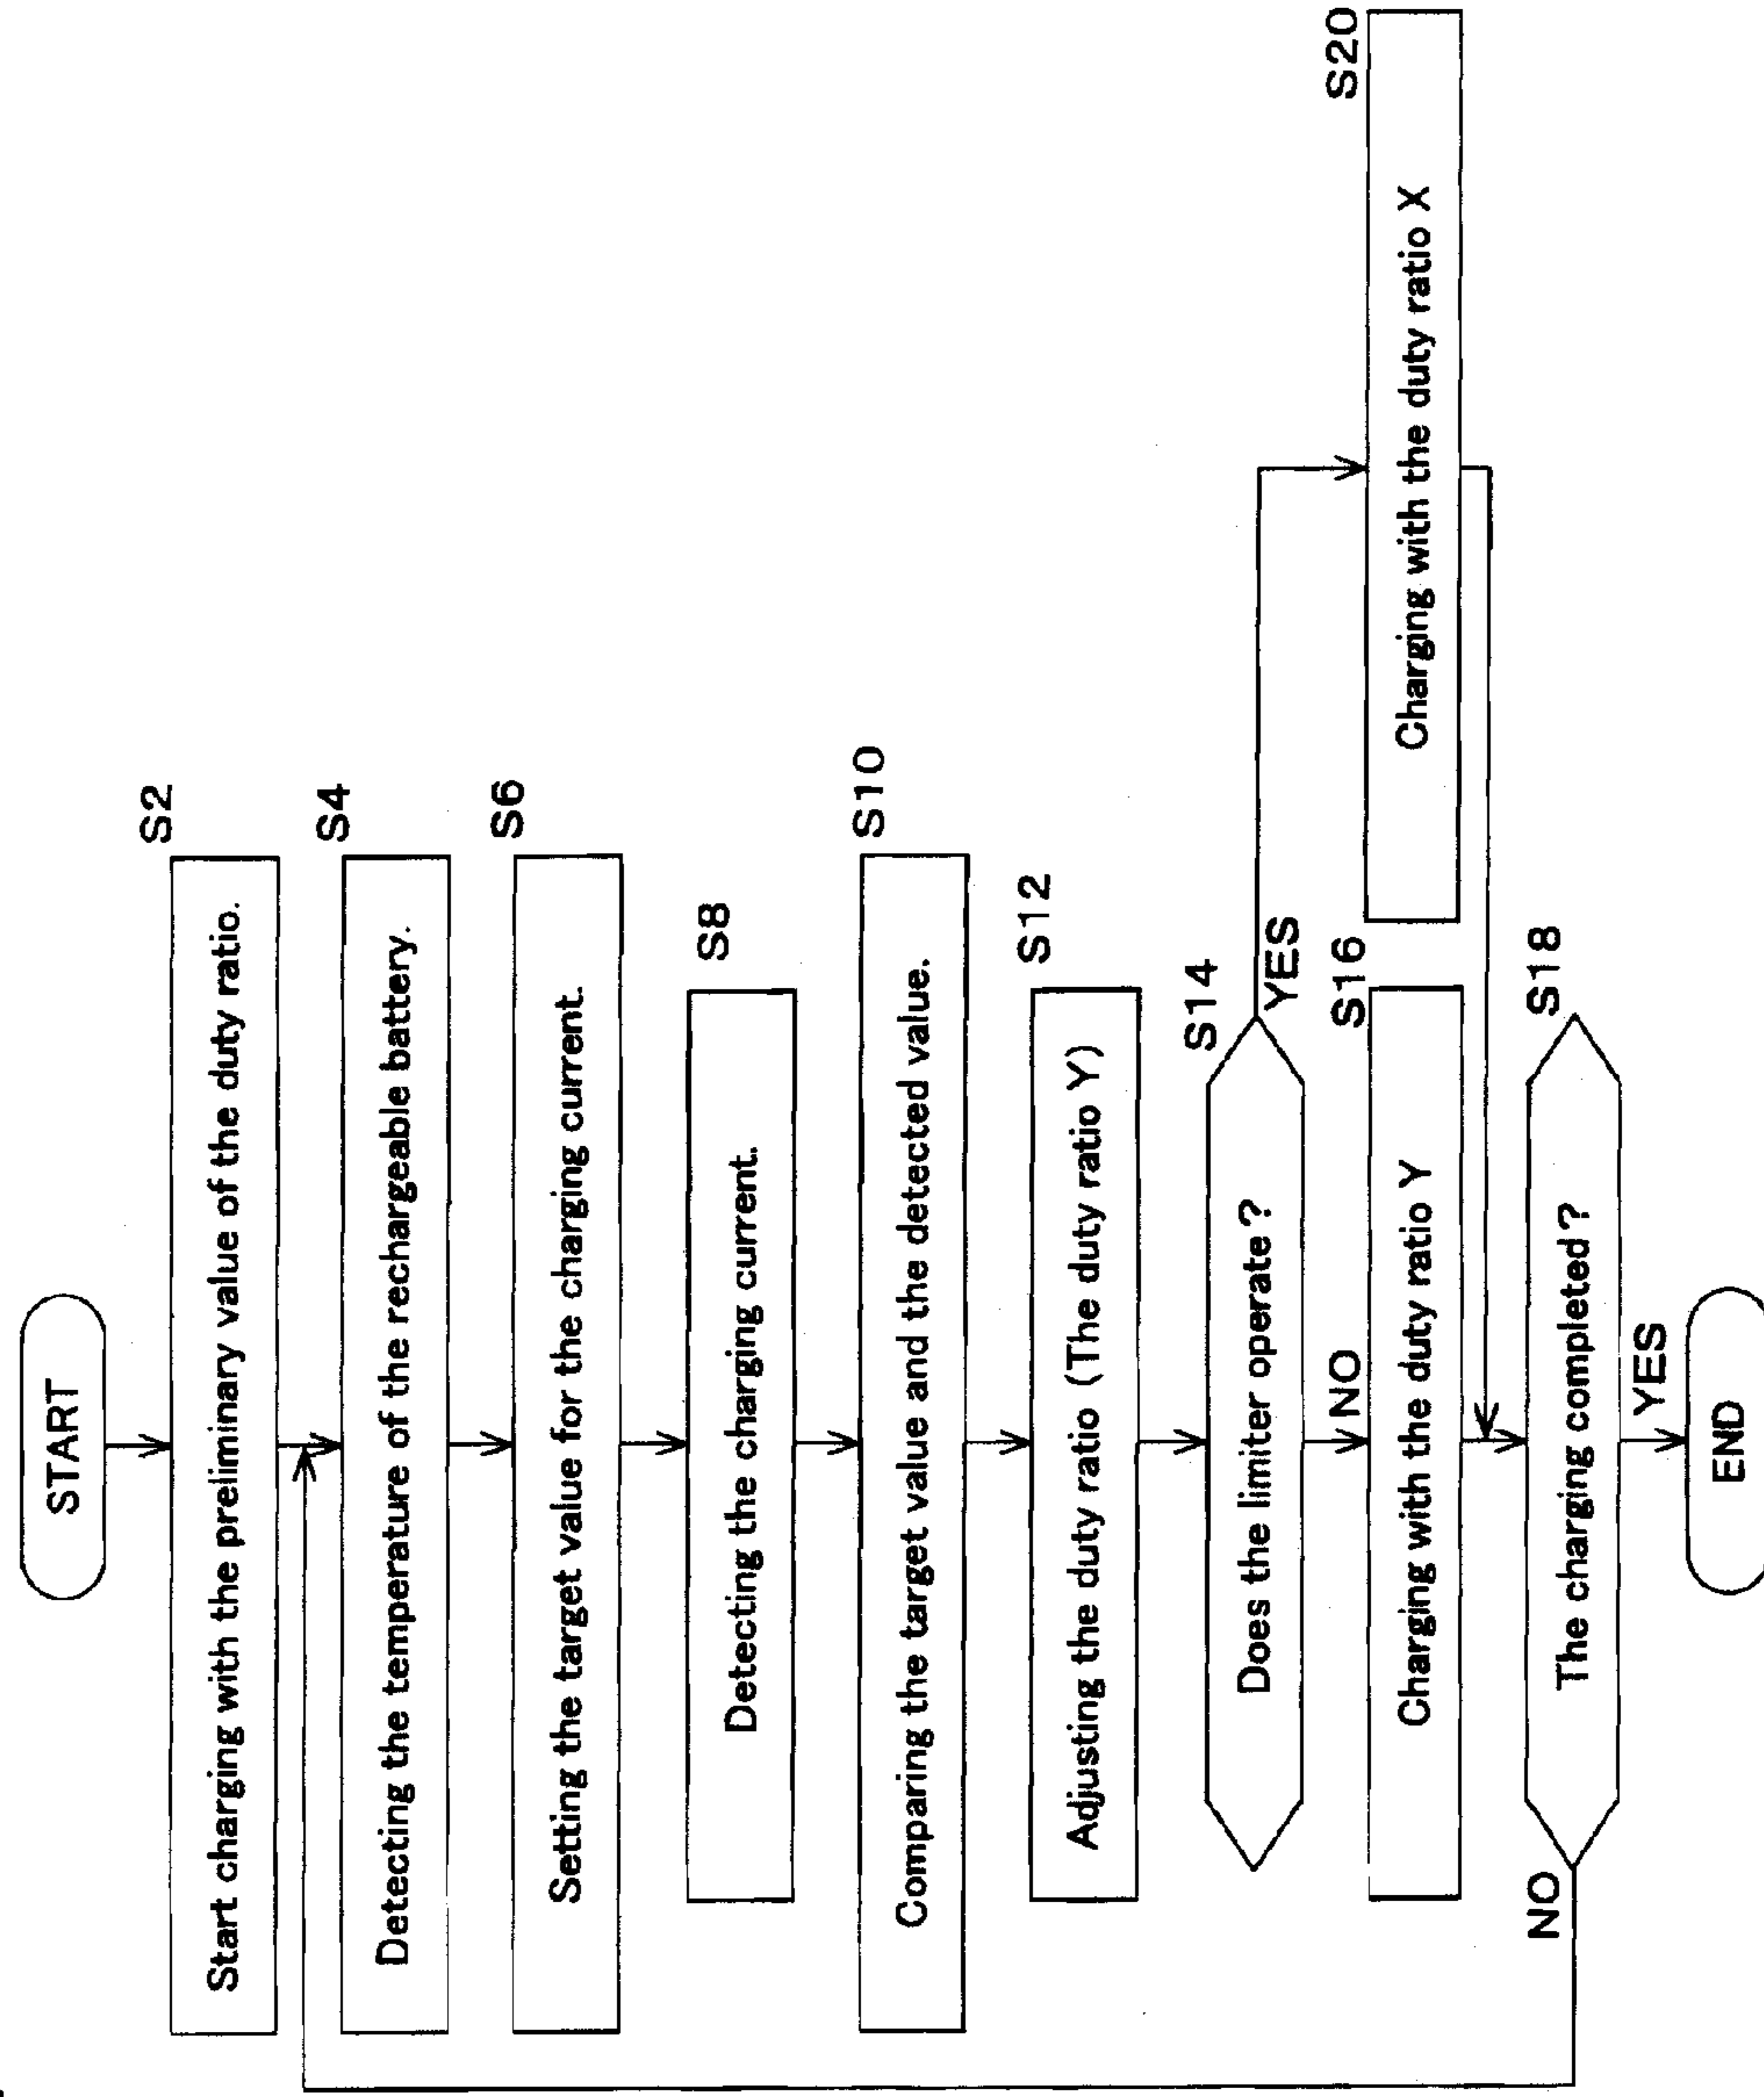 START
S2
Start charging with the preliminary value of the duty ratio.
S4
Detecting the temperature of the rechargeable battery.
S6
Setting the target value for the charging current.
S8
Detecting the charging current.
S10
Comparing the target value and the detected value.
S12
Adjusting the duty ratio (The duty ratio Y)
S14
Does the limiter operate?
YES
NO
S16
Charging with the duty ratio Y
S20
Charging with the duty ratio X
S18
The charging completed?
NO
YES
END